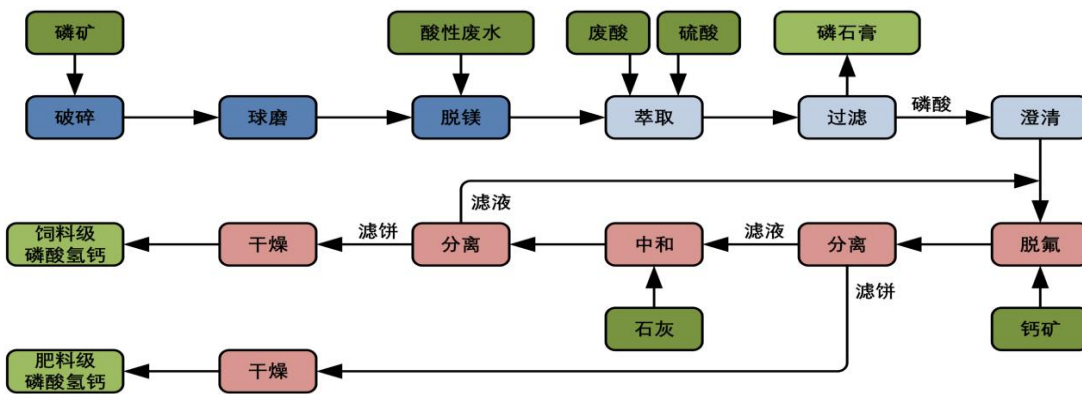 磷矿
酸性废水
废酸
硫酸
磷石膏
破碎
球磨
脱镁
萃取
过滤
磷酸
澄清
滤液
饲料级
磷酸氢钙
干燥
滤饼
分离
中和
滤液
分离
脱氟
滤饼
石灰
钙矿
肥料级
磷酸氢钙
干燥